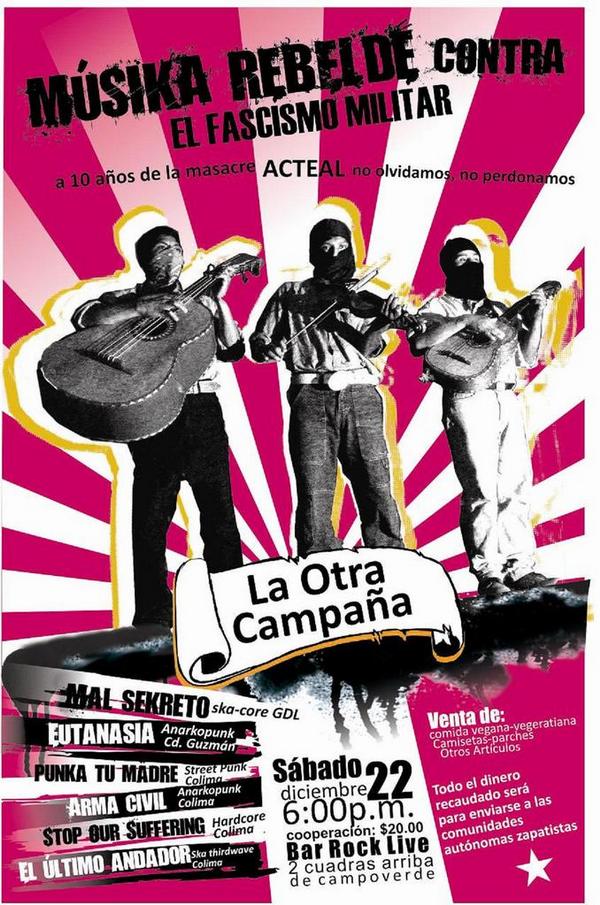 MÚSIKA REBELDE CONTRA
EL FASCISMO MILITAR
a 10 años de la masacre ACTEAL no olvidamos, no perdonamos
La Otra
Campaña
MAL SEKRETO ska-core GDL
EUTANASIA Anarkopunk
Cd. Guzmán
PUNKA TU MADRE Street Punk
Colima
ARMA CIVIL Anarkopunk
Colima
STOP OUR SUFFERING Hardcore
Colima
EL ÚLTIMO ANDADOR Ska thirdwave
Colima
Sábado
diciembre 22
6:00p.m.
cooperación: $20.00
Bar Rock Live
2 cuadras arriba
de campoverde
Venta de:
comida vegana-vegeratiana
Camisetas-parches
Otros Artículos
Todo el dinero
recaudado será
para enviarse a las
comunidades
autónomas zapatistas